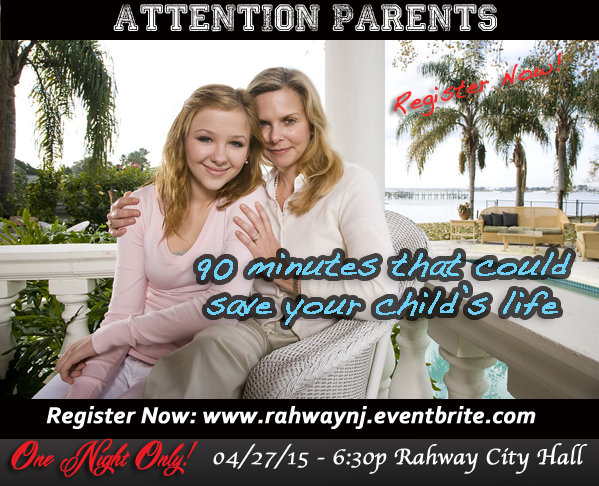 ATTENTION PARENTS
Register Now!
90 minutes that could
save your child's life
Register Now: www.rahwaynj.eventbrite.com
One Night Only! 04/27/15 - 6:30p Rahway City Hall